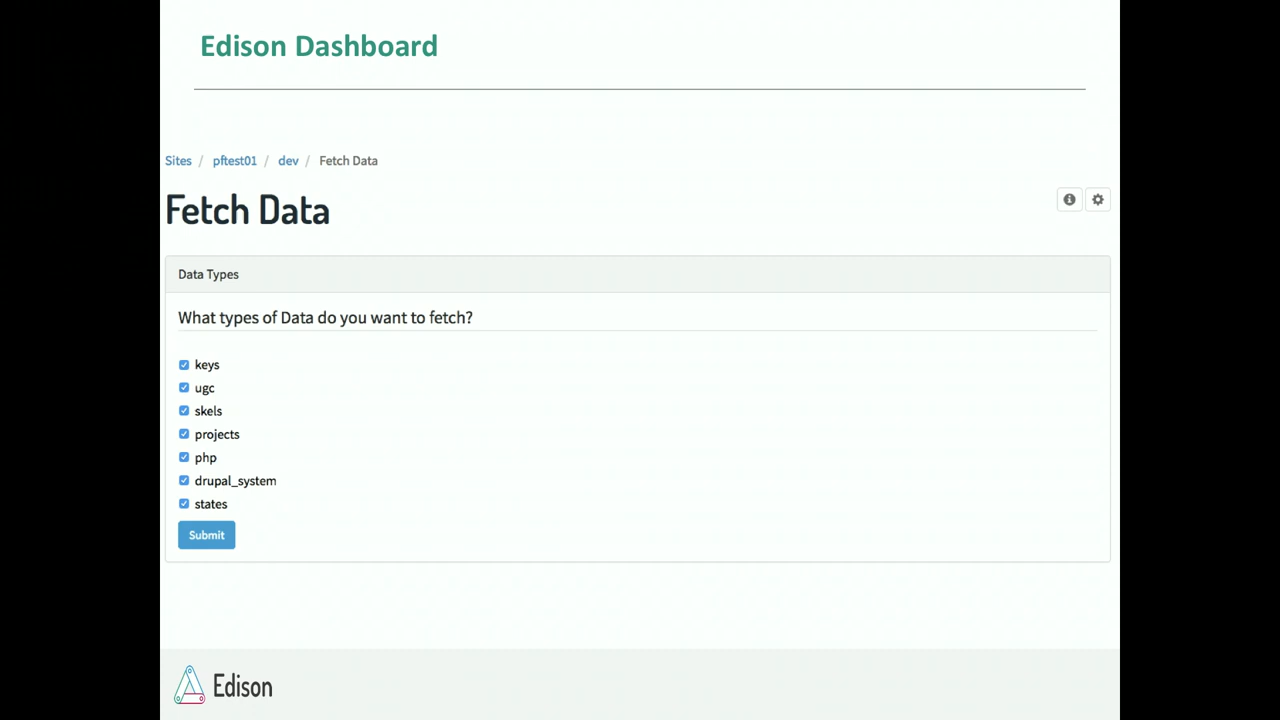 Edison Dashboard
Sites / pftest01 / dev / Fetch Data
Fetch Data
Data Types
What types of Data do you want to fetch?
keys
ugc
skels
projects
php
drupal_system
states
Submit
Edison